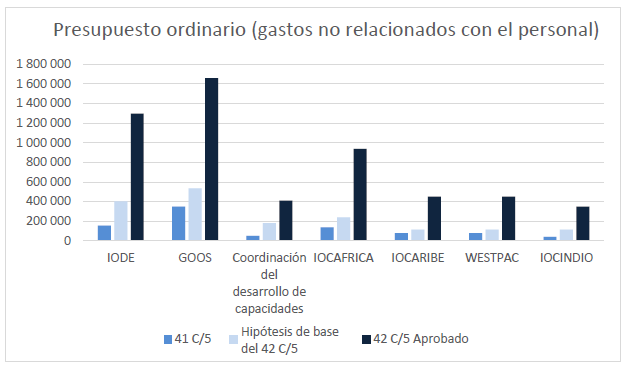 Presupuesto ordinario (gastos no relacionados con el personal)
1 800 000
1 600 000
1 400 000
1 200 000
1 000 000
800 000
600 000
400 000
200 000
0
IODE
GOOS
Coordinación
del
desarrollo de
capacidades
IOCAFRICA
IOCARIBE
WESTPAC
IOCINDIO
41 C/5
Hipótesis de base
del 42 C/5
42 C/5 Aprobado